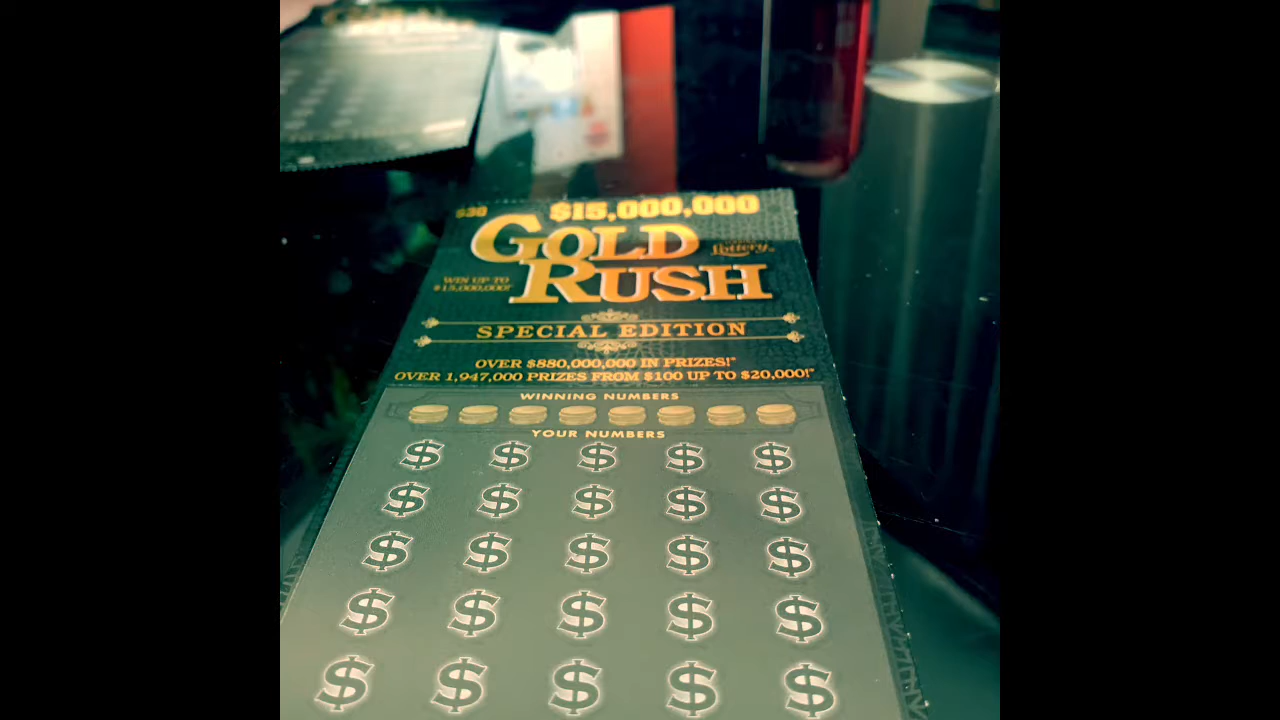 $30
$15,000,000
GOLD
Lottery
RUSH
WIN UP TO
$15,000,000!*
SPECIAL EDITION
OVER $880,000,000 IN PRIZES!*
OVER 1,947,000 PRIZES FROM $100 UP TO $20,000!*
WINNING NUMBERS
YOUR NUMBERS
$ $ $ $ $
$ $ $ $ $
$ $ $ $ $
$ $ $ $ $
$ $ $ $ $